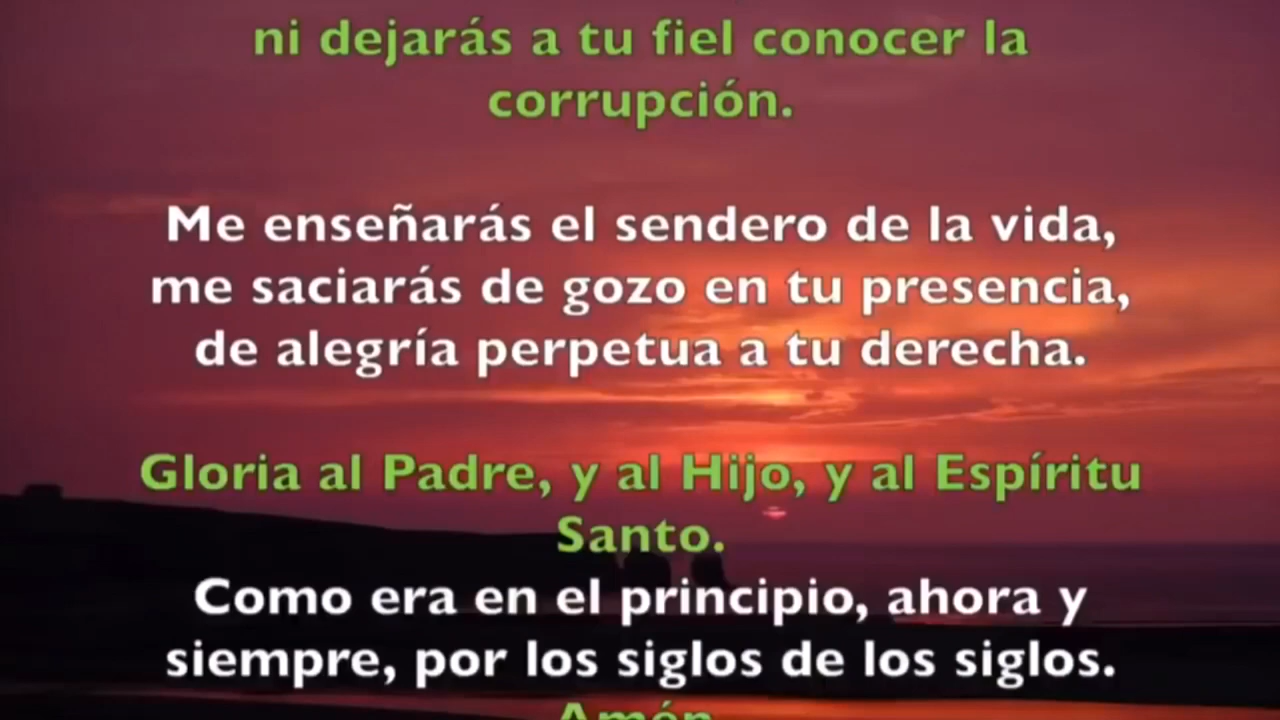 ni dejarás a tu fiel conocer la
corrupción.
Me enseñarás el sendero de la vida,
me saciarás de gozo en tu presencia,
de alegría perpetua a tu derecha.
Gloria al Padre, y al Hijo, y al Espíritu
Santo.
Como era en el principio, ahora y
siempre, por los siglos de los siglos.
Amén